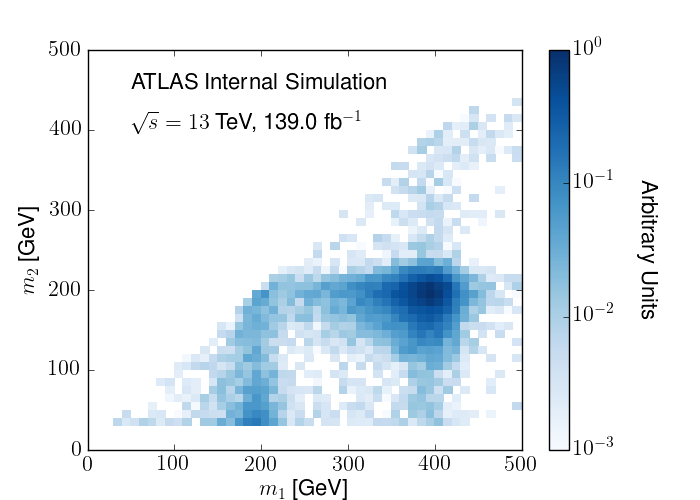 ATLAS Internal Simulation
√s = 13 TeV, 139.0 fb⁻¹
500
400
300
200
100
0
m₂ [GeV]
0 100 200 300 400 500
m₁ [GeV]
10⁰
10⁻¹
10⁻²
10⁻³
Arbitrary Units